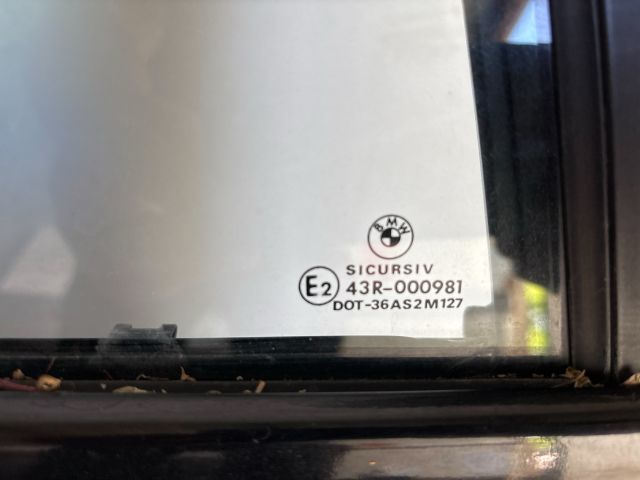 BMW
SICURSIV
E2 43R-000981
DOT-36AS2M127